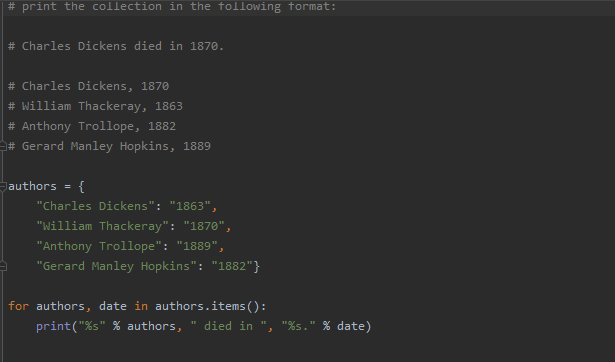 # print the collection in the following format:
# Charles Dickens died in 1870.
# Charles Dickens, 1870
# William Thackeray, 1863
# Anthony Trollope, 1882
# Gerard Manley Hopkins, 1889
authors = {
"Charles Dickens": "1863",
"William Thackeray": "1870",
"Anthony Trollope": "1889",
"Gerard Manley Hopkins": "1882"}
for authors, date in authors.items():
print("%s" % authors, " died in ", "%s." % date)